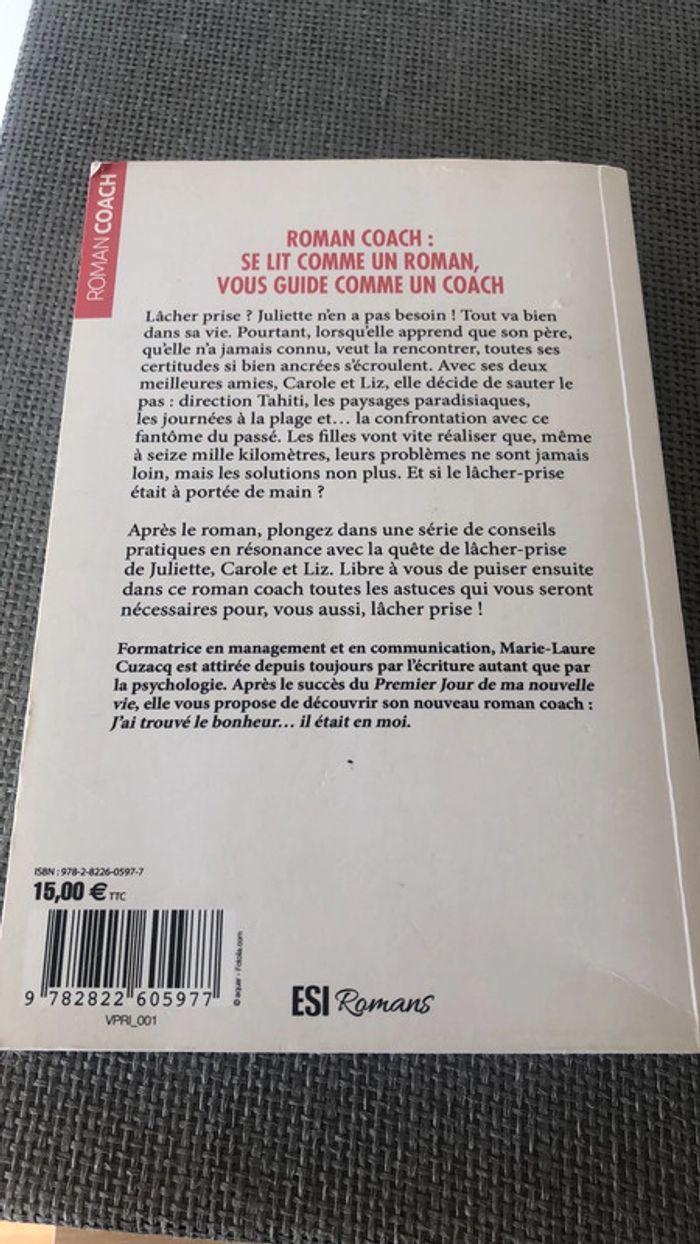 ROMAN COACH
ROMAN COACH :
SE LIT COMME UN ROMAN,
VOUS GUIDE COMME UN COACH
Lâcher prise ? Juliette n'en a pas besoin ! Tout va bien
dans sa vie. Pourtant, lorsqu'elle apprend que son père,
qu'elle n'a jamais connu, veut la rencontrer, toutes ses
certitudes si bien ancrées s'écroulent. Avec ses deux
meilleures amies, Carole et Liz, elle décide de sauter le
pas : direction Tahiti, les paysages paradisiaques,
les journées à la plage et... la confrontation avec ce
fantôme du passé. Les filles vont vite réaliser que, même
à seize mille kilomètres, leurs problèmes ne sont jamais
loin, mais les solutions non plus. Et si le lâcher-prise
était à portée de main ?
Après le roman, plongez dans une série de conseils
pratiques en résonance avec la quête de lâcher-prise
de Juliette, Carole et Liz. Libre à vous de puiser ensuite
dans ce roman coach toutes les astuces qui vous seront
nécessaires pour, vous aussi, lâcher prise !
Formatrice en management et en communication, Marie-Laure
Cuzacq est attirée depuis toujours par l'écriture autant que par
la psychologie. Après le succès du Premier Jour de ma nouvelle
vie, elle vous propose de découvrir son nouveau roman coach :
J'ai trouvé le bonheur... il était en moi.
ISBN : 978-2-8226-0597-7
15,00 € TTC
9 782822 605977
VPRI_001
© aquer - Fotolia.com
ESI Romans